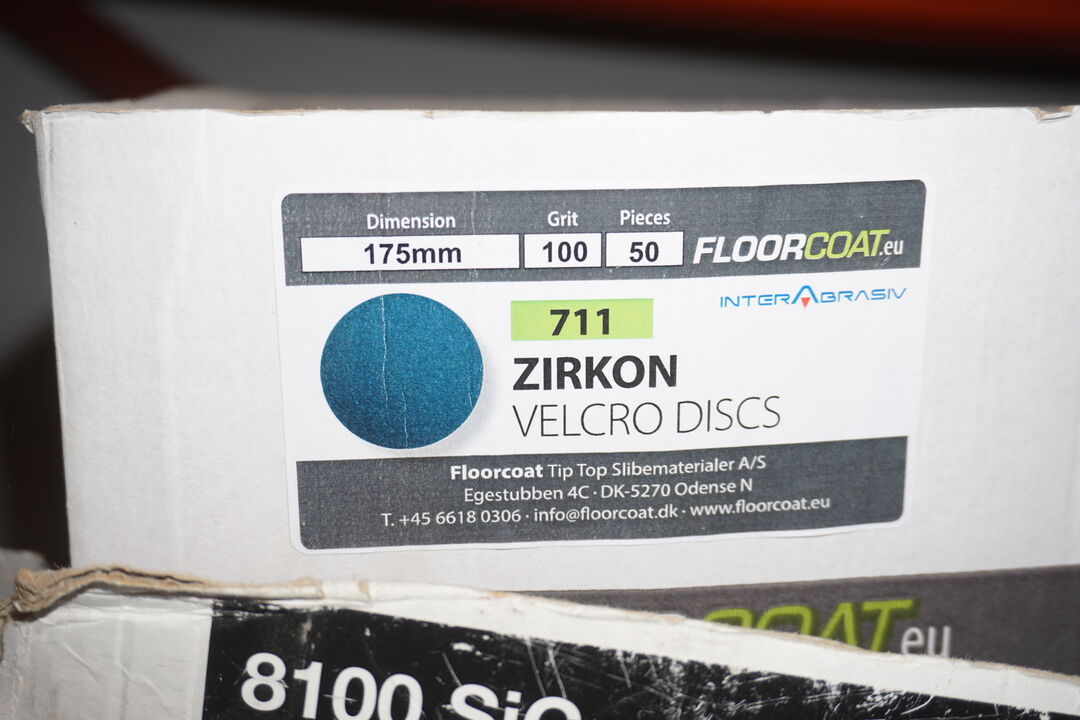 Dimension Grit Pieces
175mm 100 50 FLOORCOAT.eu
INTERABRASIV
711
ZIRKON
VELCRO DISCS
Floorcoat Tip Top Slibematerialer A/S
Egestubben 4C · DK-5270 Odense N
T. +45 6618 0306 · info@floorcoat.dk · www.floorcoat.eu
COAT.eu
8100